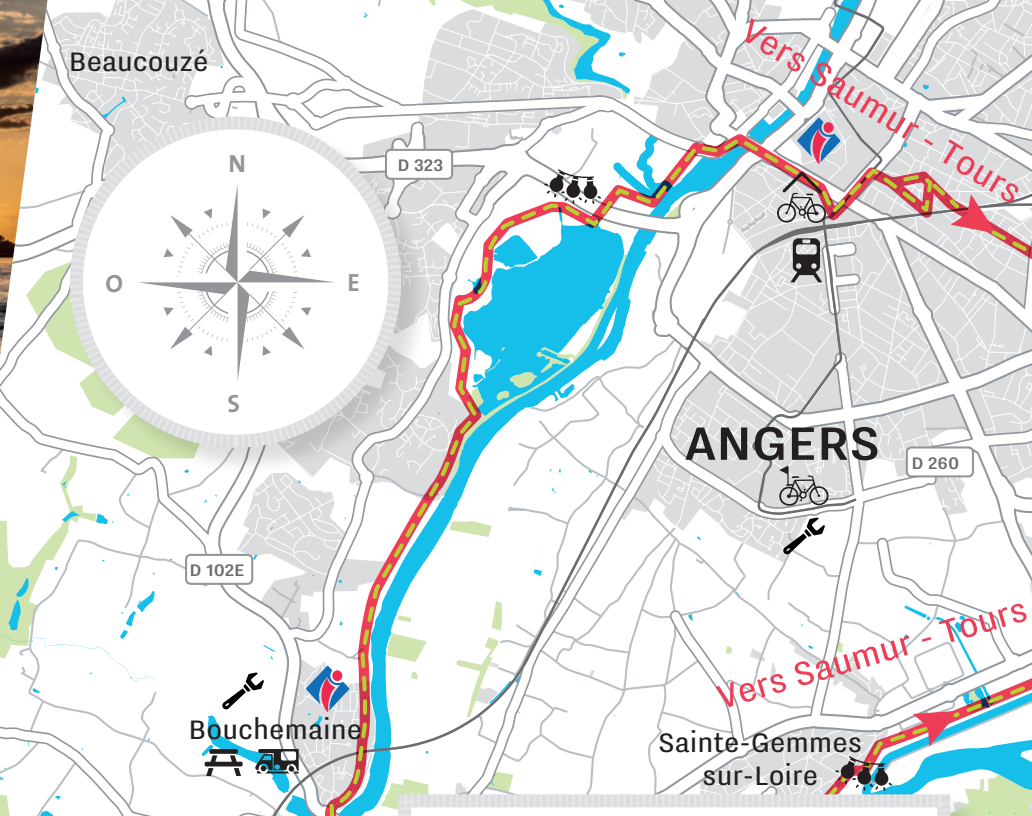 Beaucouzé
Vers Saumur - Tours
N
D 323
O
E
S
ANGERS
D 260
D 102E
Vers Saumur - Tours
Bouchemaine
Sainte-Gemmes
sur-Loire